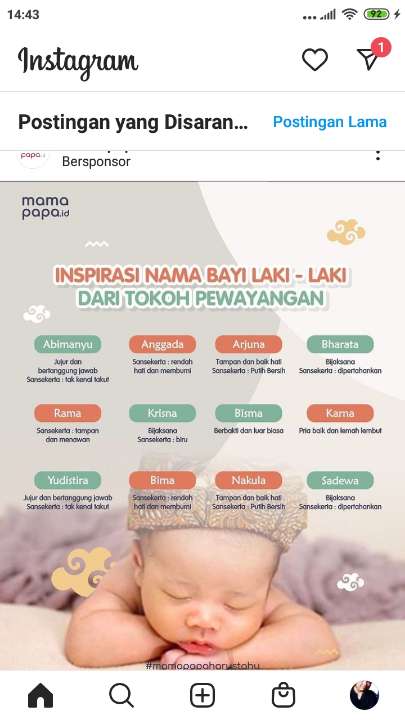 14:43
92
Instagram
1
Postingan yang Disaran... Postingan Lama
papa.i
Bersponsor
mama
papa.id
INSPIRASI NAMA BAYI LAKI - LAKI
DARI TOKOH PEWAYANGAN
Abimanyu Anggada Arjuna Bharata
Jujur dan Sansekerta : rendah Tampan dan baik hati Bijaksana
bertanggung jawab hati dan memburni Sansekerta : Putih Bersih Sansekerta : dipertahankan
Sansekerta : tak kenal takut
Rama Krisna Bisma Karna
Sansekerta : tampan Bijaksana Berbakti dan luar biasa Pria baik dan lemah lembut
dan menawan Sansekerta : biru
Yudistira Bima Nakula Sadewa
Jujur dan bertanggung jawab Sansekerta : rendah Tampan dan baik hati Bijaksana
Sansekerta : tak kenal takut hati dan memburni Sansekerta : Putih Bersih Sansekerta : dipertahankan
#mamapapaharustahu